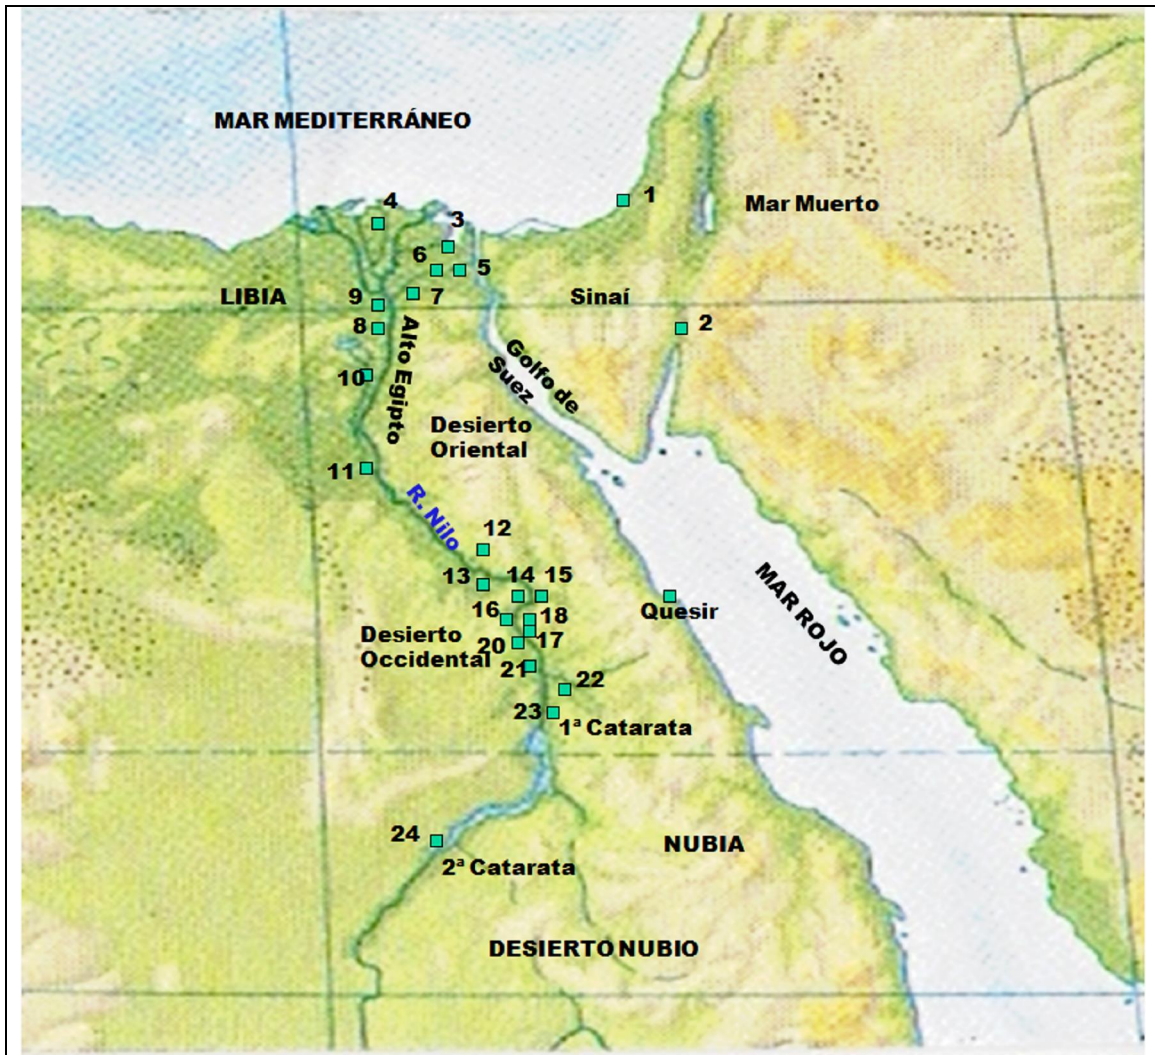 MAR MEDITERRÁNEO
4
1
Mar Muerto
3
6
5
LIBIA
9
7
Sinaí
8
2
Alto Egipto
Golfo de
Suez
10
Desierto
Oriental
11
R. Nilo
12
13
14
15
MAR ROJO
16
18
Quesir
17
Desierto
Occidental
20
21
22
23
1ª Catarata
24
2ª Catarata
NUBIA
DESIERTO NUBIO